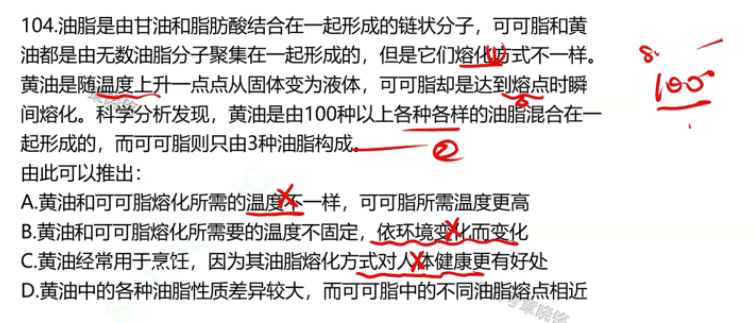 104.油脂是由甘油和脂肪酸结合在一起形成的链状分子，可可脂和黄
油都是由无数油脂分子聚集在一起形成的，但是它们熔化方式不一样。
黄油是随温度上升一点点从固体变为液体，可可脂却是达到熔点时瞬
间熔化。科学分析发现，黄油是由100种以上各种各样的油脂混合在一
起形成的，而可可脂则只由3种油脂构成。
由此可以推出：
A.黄油和可可脂熔化所需的温度不一样，可可脂所需温度更高
B.黄油和可可脂熔化所需要的温度不固定，依环境变化而变化
C.黄油经常用于烹饪，因为其油脂熔化方式对人体健康更有好处
D.黄油中的各种油脂性质差异较大，而可可脂中的不同油脂熔点相近
100°
②